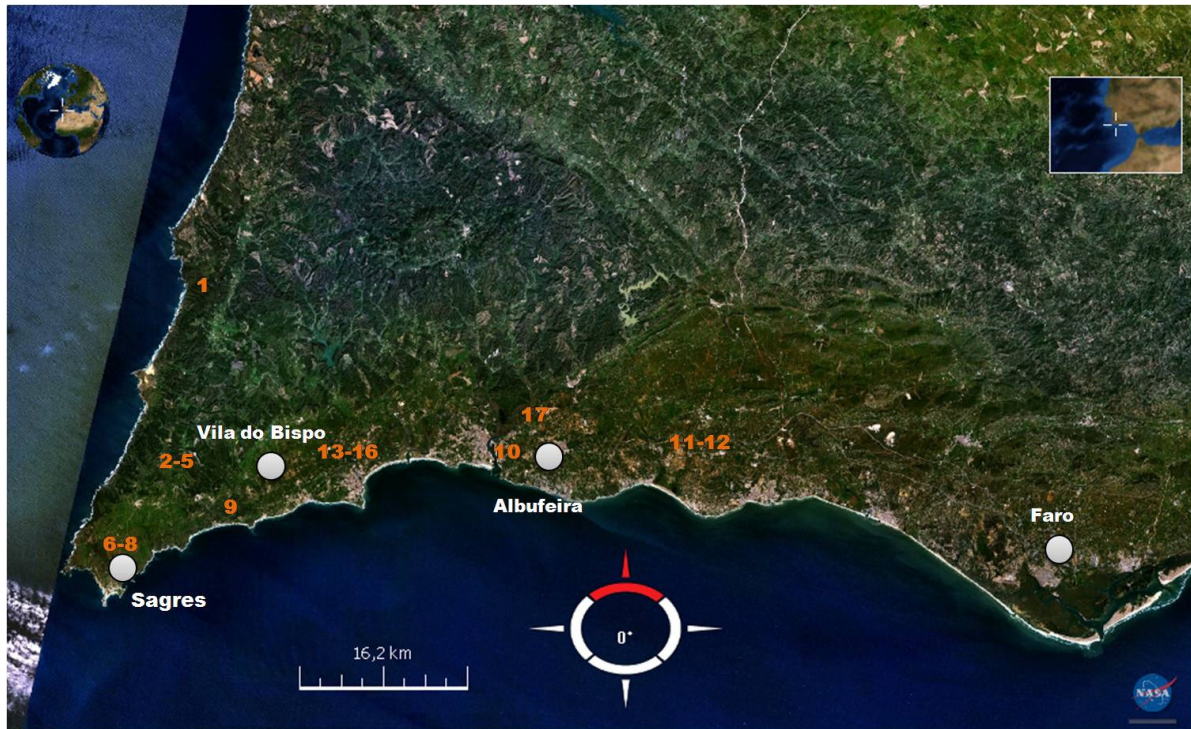 1
17
Vila do Bispo
13-16
10
11-12
2-5
Albufeira
9
Faro
6-8
Sagres
0°
16,2 km
NASA